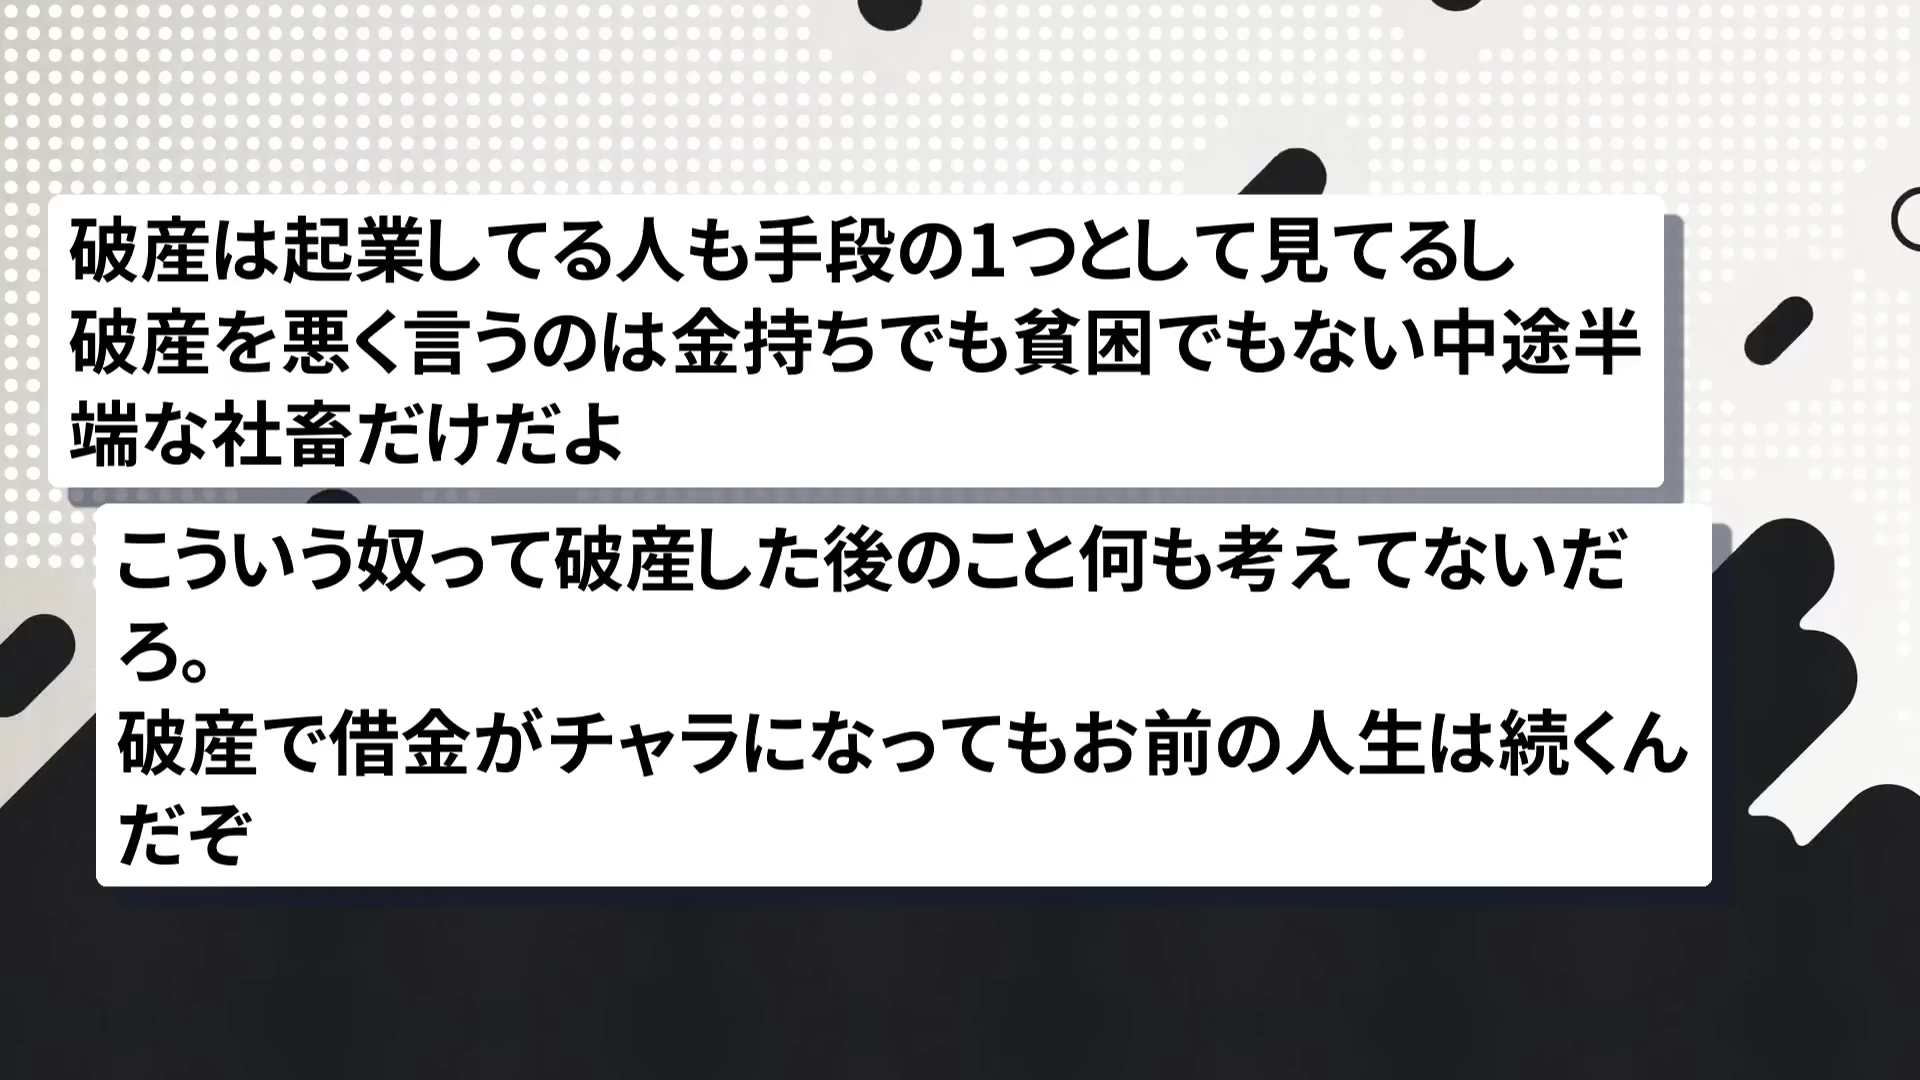 破産は起業してる人も手段の1つとして見てるし
破産を悪く言うのは金持ちでも貧困でもない中途半
端な社畜だけだよ
こういう奴って破産した後のこと何も考えてないだ
ろ。
破産で借金がチャラになってもお前の人生は続くん
だぞ